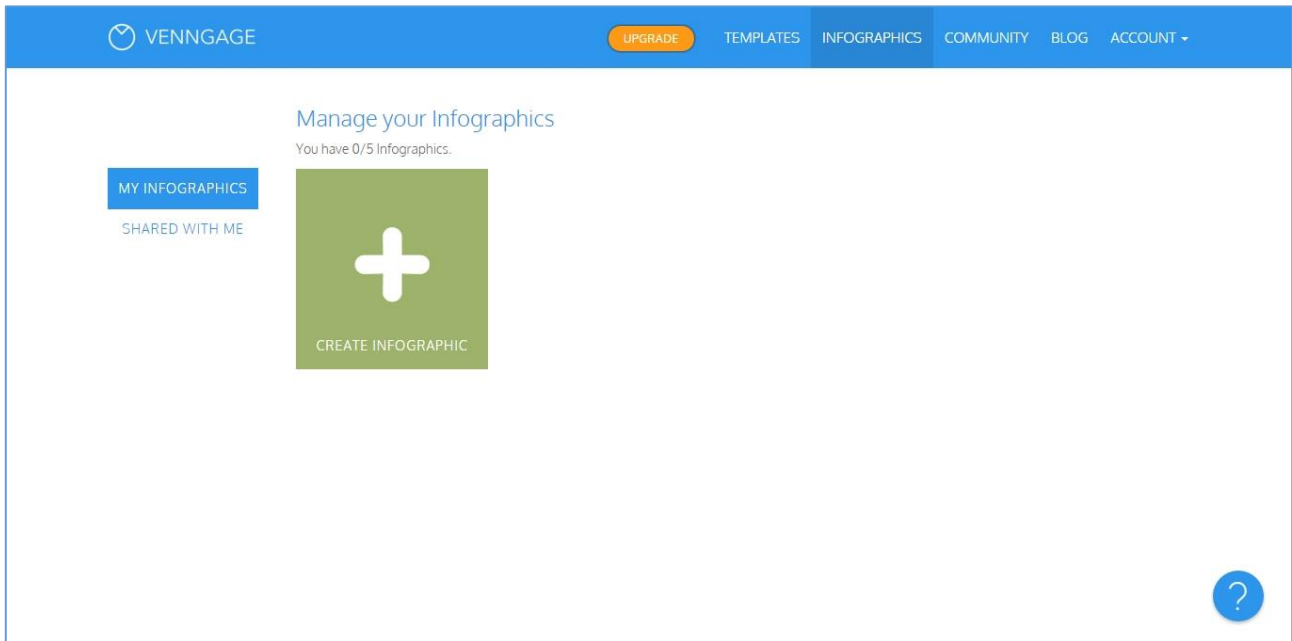 VENNGAGE
UPGRADE
TEMPLATES
INFOGRAPHICS
COMMUNITY
BLOG
ACCOUNT
Manage your Infographics
You have 0/5 Infographics.
MY INFOGRAPHICS
SHARED WITH ME
CREATE INFOGRAPHIC
?